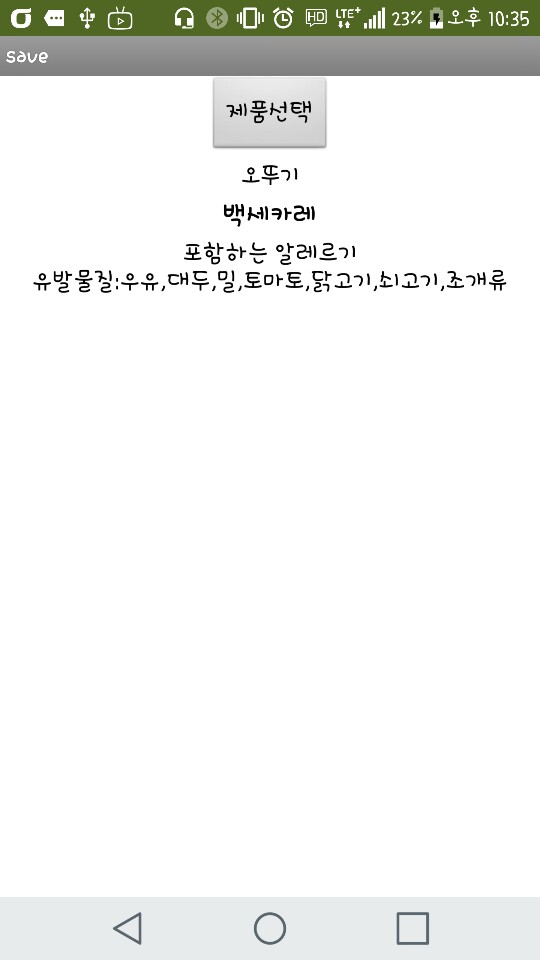 HD LTE+ 23% 오후 10:35
save
제품선택
오뚜기
백세카레
포함하는 알레르기
유발물질:우유,대두,밀,토마토,닭고기,쇠고기,조개류